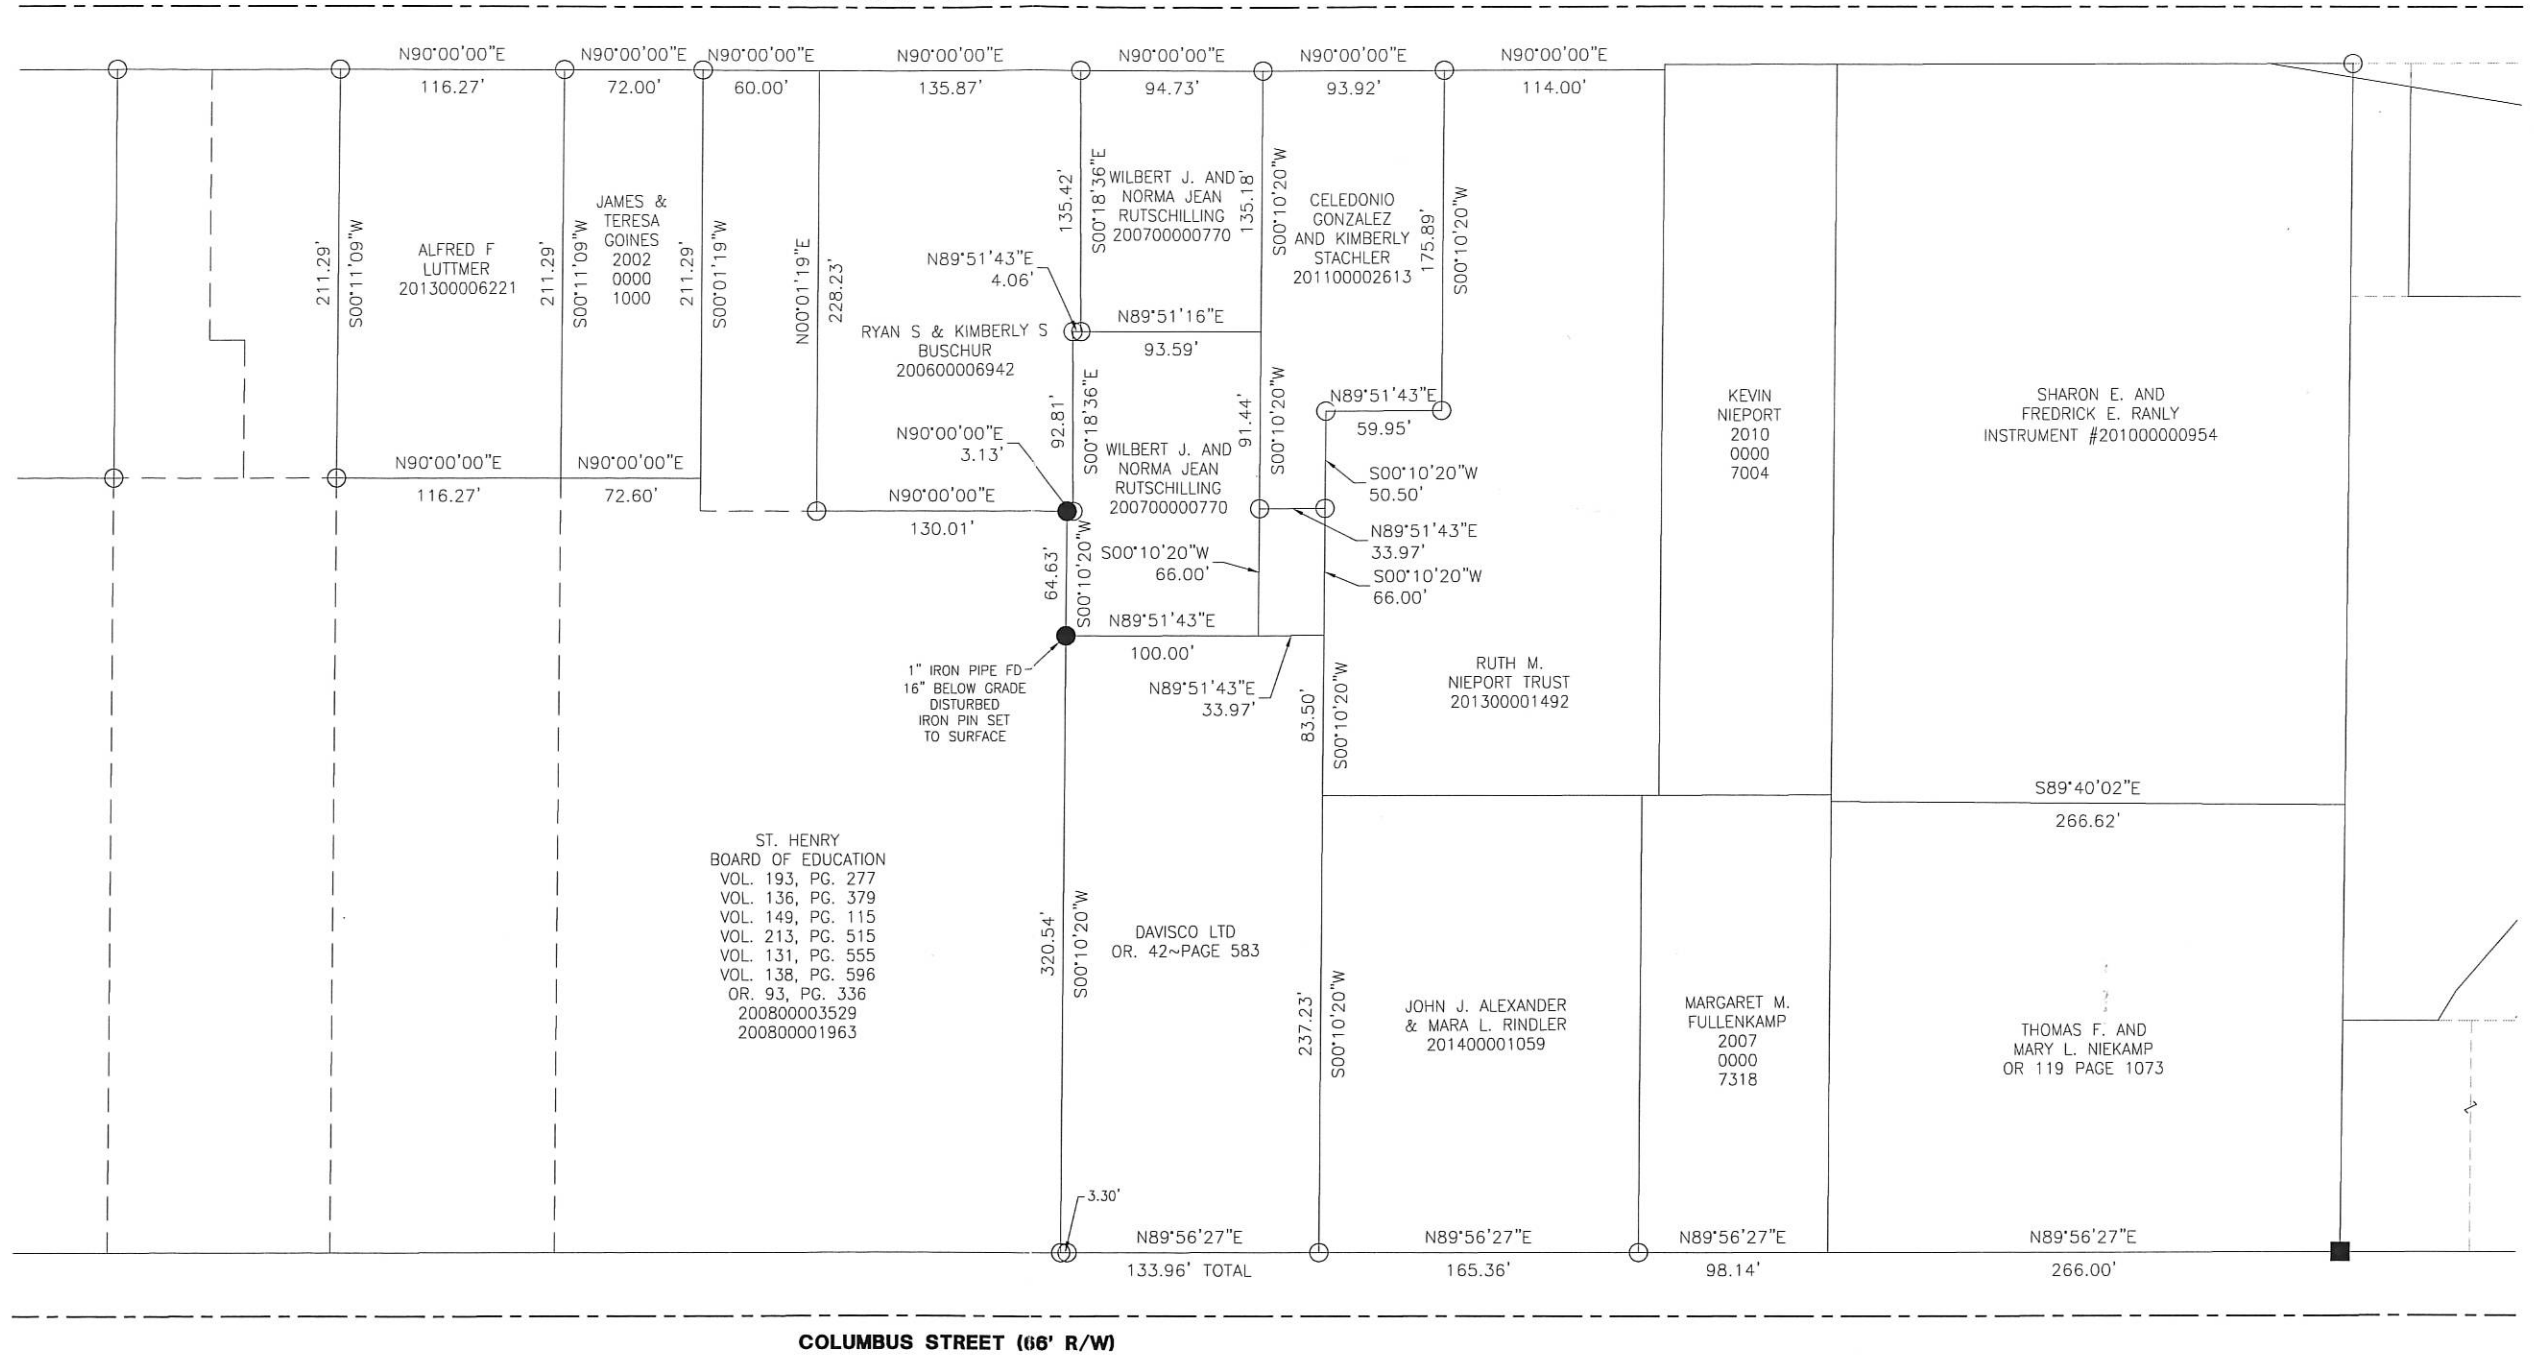 N90°00'00"E
116.27'
N90°00'00"E
72.00'
N90°00'00"E
60.00'
N90°00'00"E
135.87'
N90°00'00"E
94.73'
N90°00'00"E
93.92'
N90°00'00"E
114.00'
211.29'
S00°11'09"W
ALFRED F
LUTTMER
201300006221
211.29'
S00°11'09"W
JAMES &
TERESA
GOINES
2002
0000
1000
211.29'
S00°01'19"W
N00°01'19"E
228.23'
RYAN S & KIMBERLY S
BUSCHUR
200600006942
135.42'
S00°18'36"E
N89°51'43"E
4.06'
WILBERT J. AND
NORMA JEAN
RUTSCHILLING
200700000770
135.18'
S00°10'20"W
CELEDONIO
GONZALEZ
AND KIMBERLY
STACHLER
201100002613
175.89'
S00°10'20"W
N89°51'16"E
93.59'
92.81'
S00°18'36"E
91.44'
S00°10'20"W
N89°51'43"E
59.95'
N90°00'00"E
3.13'
WILBERT J. AND
NORMA JEAN
RUTSCHILLING
200700000770
S00°10'20"W
50.50'
N89°51'43"E
33.97'
S00°10'20"W
66.00'
S00°10'20"W
66.00'
N90°00'00"E
116.27'
N90°00'00"E
72.60'
N90°00'00"E
130.01'
64.63'
S00°10'20"W
N89°51'43"E
100.00'
N89°51'43"E
33.97'
1" IRON PIPE FD
16" BELOW GRADE
DISTURBED
IRON PIN SET
TO SURFACE
83.50'
S00°10'20"W
RUTH M.
NIEPORT TRUST
201300001492
KEVIN
NIEPORT
2010
0000
7004
SHARON E. AND
FREDRICK E. RANLY
INSTRUMENT #201000000954
S89°40'02"E
266.62'
ST. HENRY
BOARD OF EDUCATION
VOL. 193, PG. 277
VOL. 136, PG. 379
VOL. 149, PG. 115
VOL. 213, PG. 515
VOL. 131, PG. 555
VOL. 138, PG. 596
OR. 93, PG. 336
200800003529
200800001963
320.54'
S00°10'20"W
DAVISCO LTD
OR. 42~PAGE 583
237.23'
S00°10'20"W
JOHN J. ALEXANDER
& MARA L. RINDLER
201400001059
MARGARET M.
FULLENKAMP
2007
0000
7318
THOMAS F. AND
MARY L. NIEKAMP
OR 119 PAGE 1073
3.30'
N89°56'27"E
133.96' TOTAL
N89°56'27"E
165.36'
N89°56'27"E
98.14'
N89°56'27"E
266.00'
COLUMBUS STREET (66' R/W)